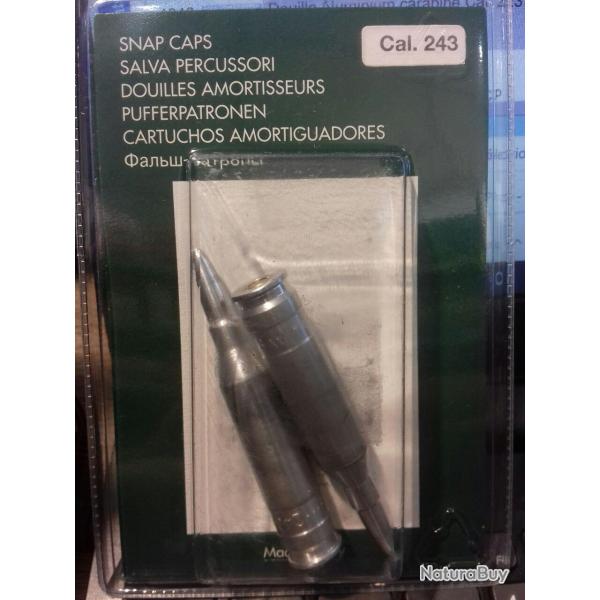 SNAP CAPS
Cal. 243
SALVA PERCUSSORI
DOUILLES AMORTISSEURS
PUFFERPATRONEN
CARTUCHOS AMORTIGUADORES
NaturaBuy